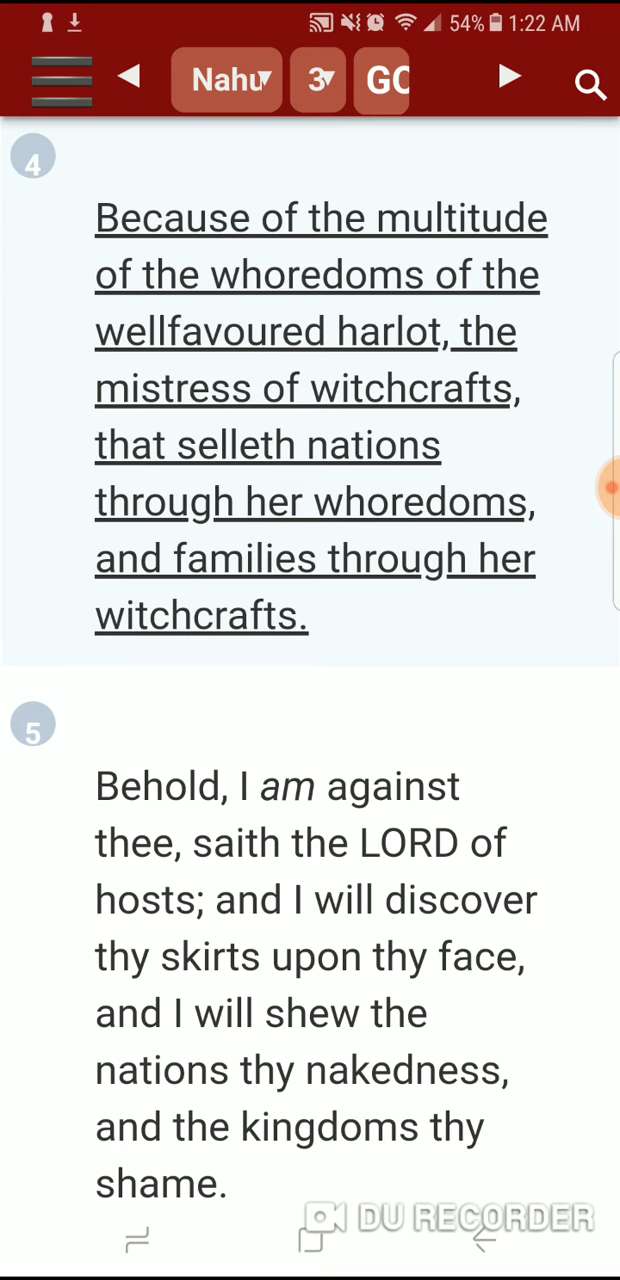 54% 1:22 AM
Nahu 3 GO
4
Because of the multitude
of the whoredoms of the
wellfavoured harlot, the
mistress of witchcrafts,
that selleth nations
through her whoredoms,
and families through her
witchcrafts.
5
Behold, I am against
thee, saith the LORD of
hosts; and I will discover
thy skirts upon thy face,
and I will shew the
nations thy nakedness,
and the kingdoms thy
shame.
DU RECORDER